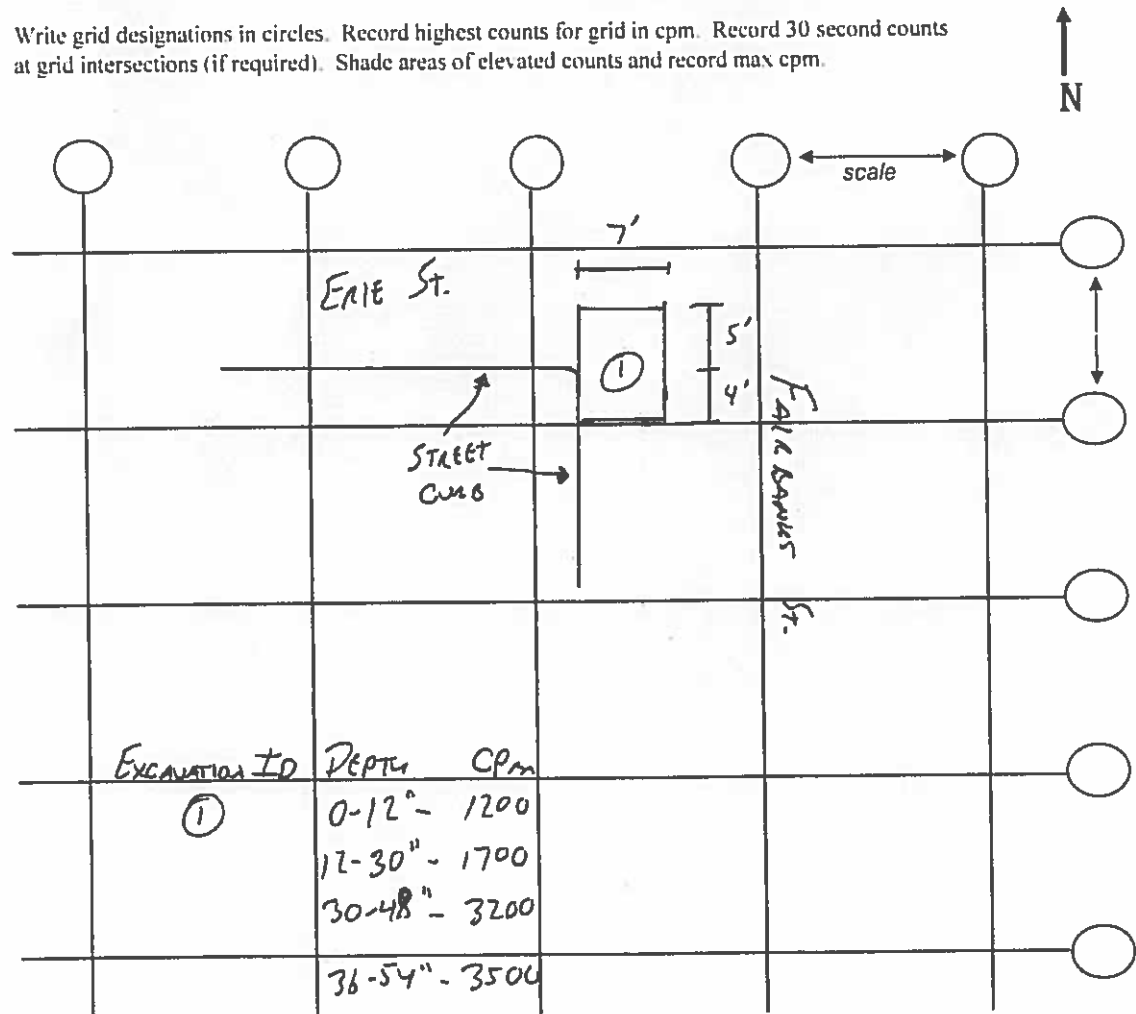 Write grid designations in circles. Record highest counts for grid in cpm. Record 30 second counts
at grid intersections (if required). Shade areas of elevated counts and record max cpm.
N
scale
7'
ERIE St.
5'
1
4'
FAIRBANKS St.
STREET
CURB
EXCAVATION ID DEPTH CPm
1 0-12" - 1200
12-30" - 1700
30-48" - 3200
36-54" - 3500